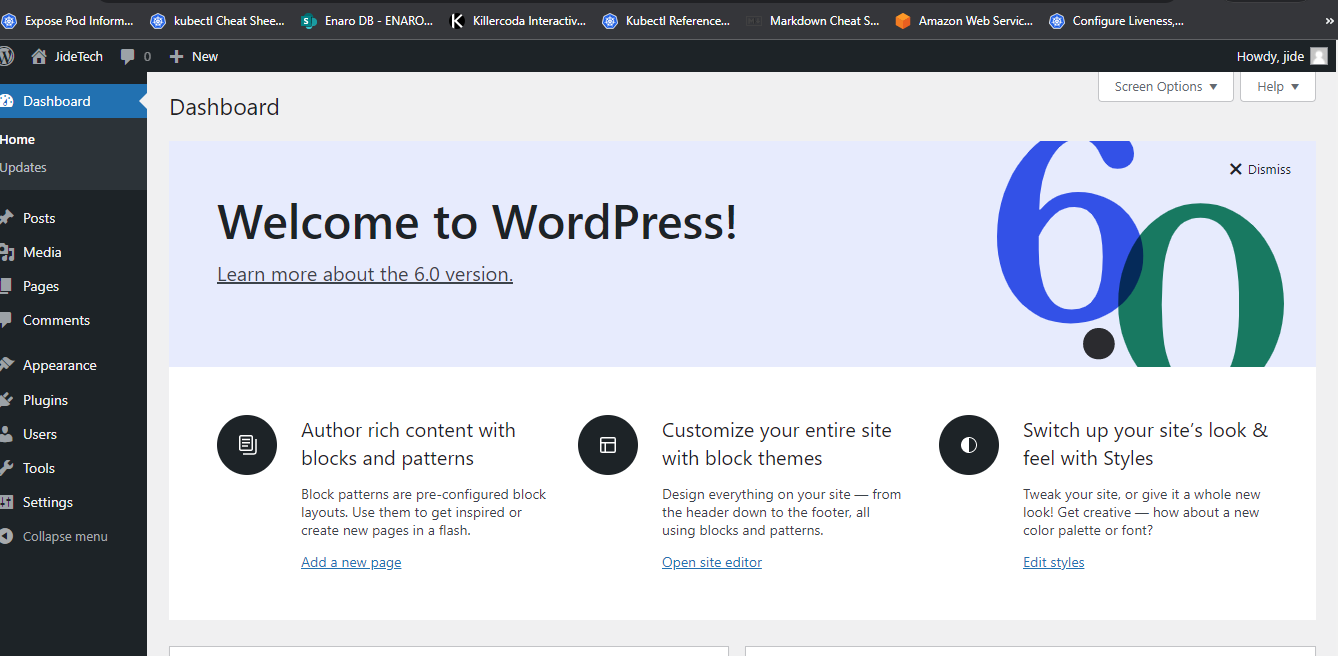 Expose Pod Inform... kubectl Cheat Shee... Enaro DB - ENARO... Killercoda Interactiv... Kubectl Reference... Markdown Cheat S... Amazon Web Servic... Configure Liveness,... »
JideTech 0 New Howdy, jide
Screen Options Help
Dashboard
Home
Updates
Posts
Media
Pages
Comments
Appearance
Plugins
Users
Tools
Settings
Collapse menu
Dashboard
Dismiss
Welcome to WordPress!
Learn more about the 6.0 version.
6.0
Author rich content with
blocks and patterns
Block patterns are pre-configured block
layouts. Use them to get inspired or
create new pages in a flash.
Add a new page
Customize your entire site
with block themes
Design everything on your site — from
the header down to the footer, all
using blocks and patterns.
Open site editor
Switch up your site’s look &
feel with Styles
Tweak your site, or give it a whole new
look! Get creative — how about a new
color palette or font?
Edit styles